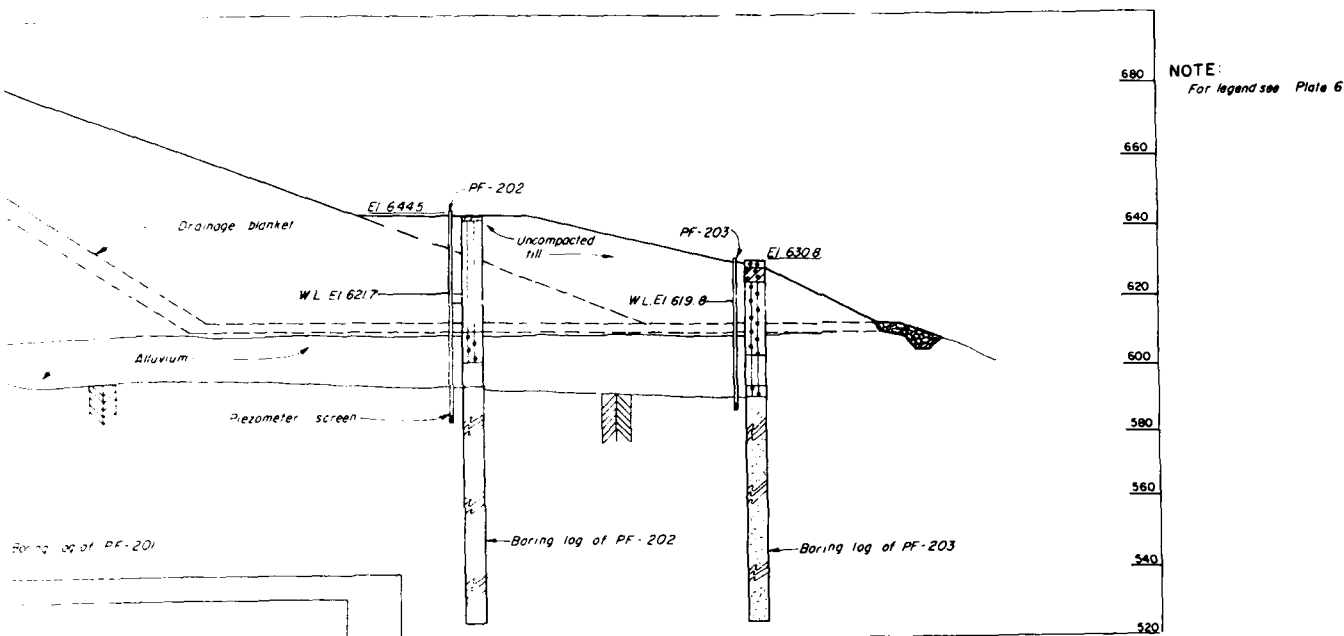 680
NOTE:
For legend see Plate 6
660
PF-202
El 644.5
640
Drainage blanket
Uncompacted
fill
PF-203
El 630.8
620
W.L. El 621.7
W.L. El 619.8
600
Alluvium
Piezometer screen
580
560
Boring log of PF-201
Boring log of PF-202
Boring log of PF-203
540
520